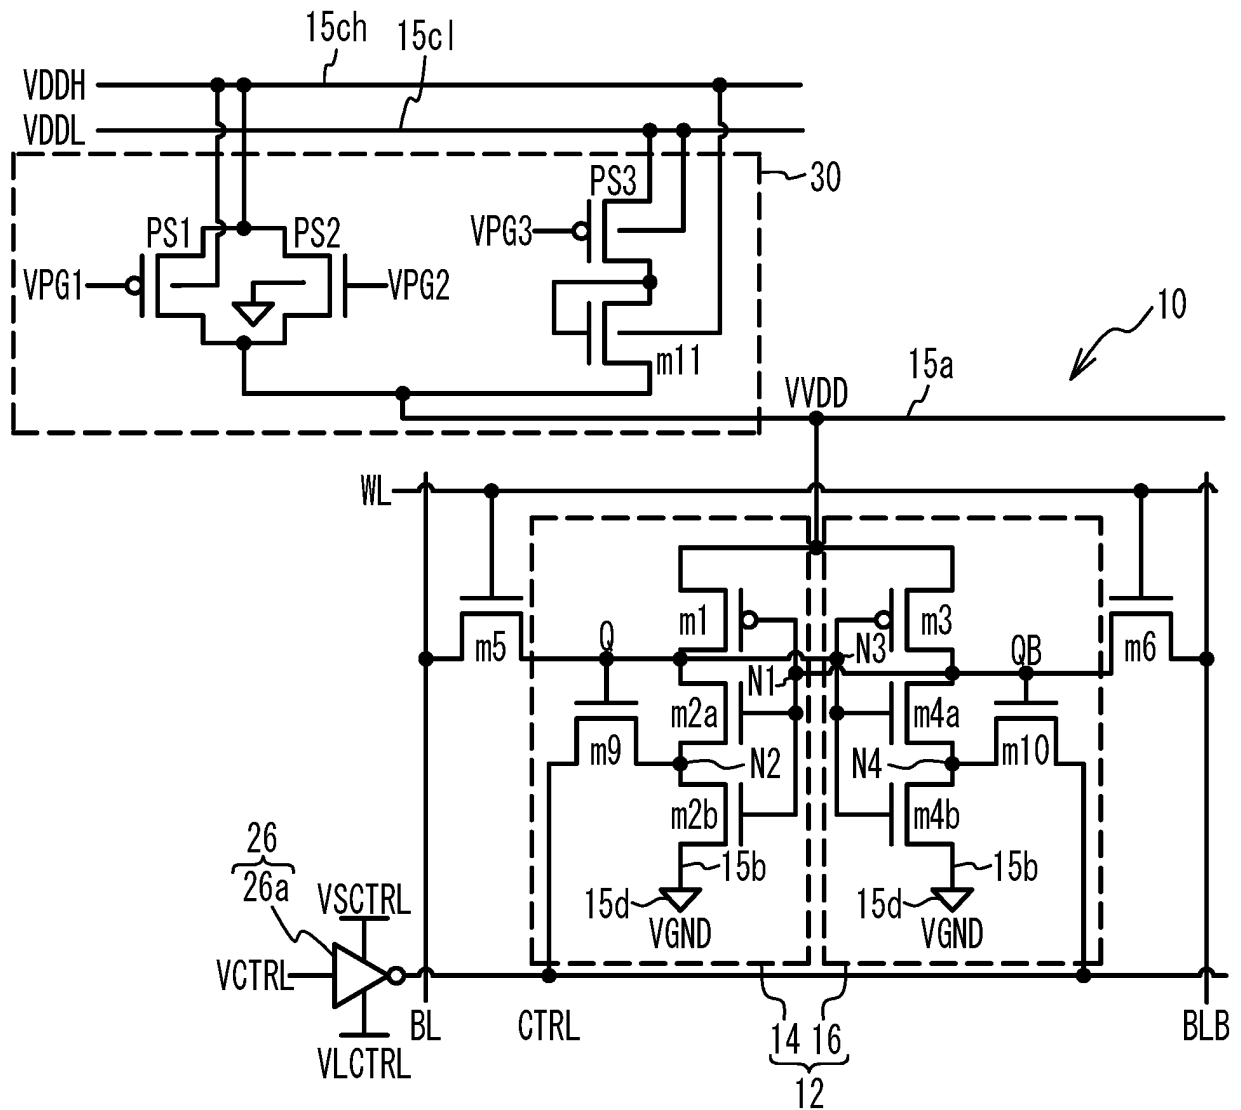 15ch
15cl
VDDH
VDDL
30
PS1
PS2
PS3
VPG3
VPG1
VPG2
m11
10
VVDD
15a
WL
m1
m3
m5
Q
N3
QB
m6
N1
m2a
m4a
m9
N2
N4
m10
m2b
m4b
26
26a
15b
15b
VSCTRL
15d
15d
VGND
VGND
VCTRL
BL
CTRL
14
16
BLB
VLCTRL
12